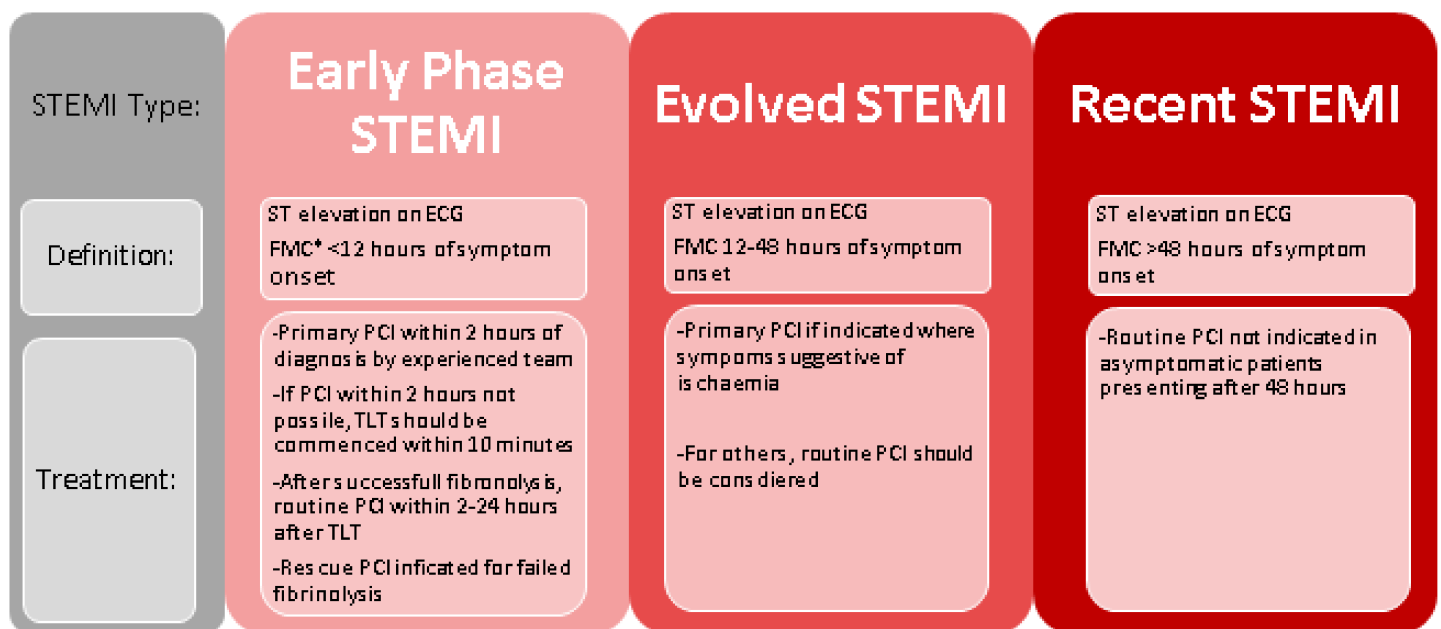 STEMI Type:
Early Phase
STEMI
Evolved STEMI
Recent STEMI
Definition:
ST elevation on ECG
FMC* <12 hours of symptom
onset
ST elevation on ECG
FMC 12-48 hours of symptom
onset
ST elevation on ECG
FMC >48 hours of symptom
onset
Treatment:
-Primary PCI within 2 hours of
diagnosis by experienced team
-If PCI within 2 hours not
possile, TLT should be
commenced within 10 minutes
-After successfull fibronolysis,
routine PCI within 2-24 hours
after TLT
-Rescue PCI inficated for failed
fibrinolysis
-Primary PCI if indicated where
sympoms suggestive of
ischaemia
-For others, routine PCI should
be consdiered
-Routine PCI not indicated in
asymptomatic patients
presenting after 48 hours